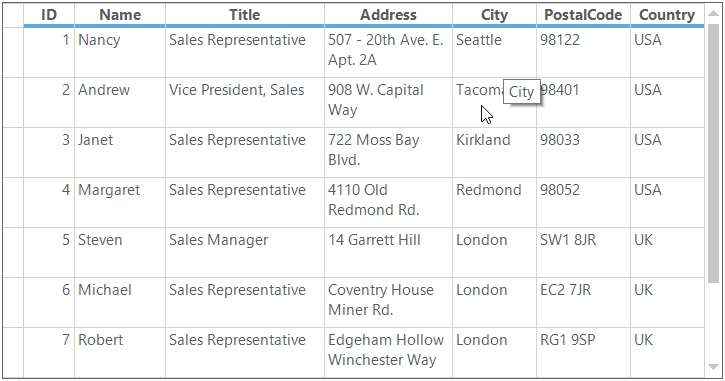 ID Name Title Address City PostalCode Country
1 Nancy Sales Representative 507 - 20th Ave. E. Seattle 98122 USA
Apt. 2A
2 Andrew Vice President, Sales 908 W. Capital Tacoma City 98401 USA
Way
3 Janet Sales Representative 722 Moss Bay Kirkland 98033 USA
Blvd.
4 Margaret Sales Representative 4110 Old Redmond 98052 USA
Redmond Rd.
5 Steven Sales Manager 14 Garrett Hill London SW1 8JR UK
6 Michael Sales Representative Coventry House London EC2 7JR UK
Miner Rd.
7 Robert Sales Representative Edgeham Hollow London RG1 9SP UK
Winchester Way